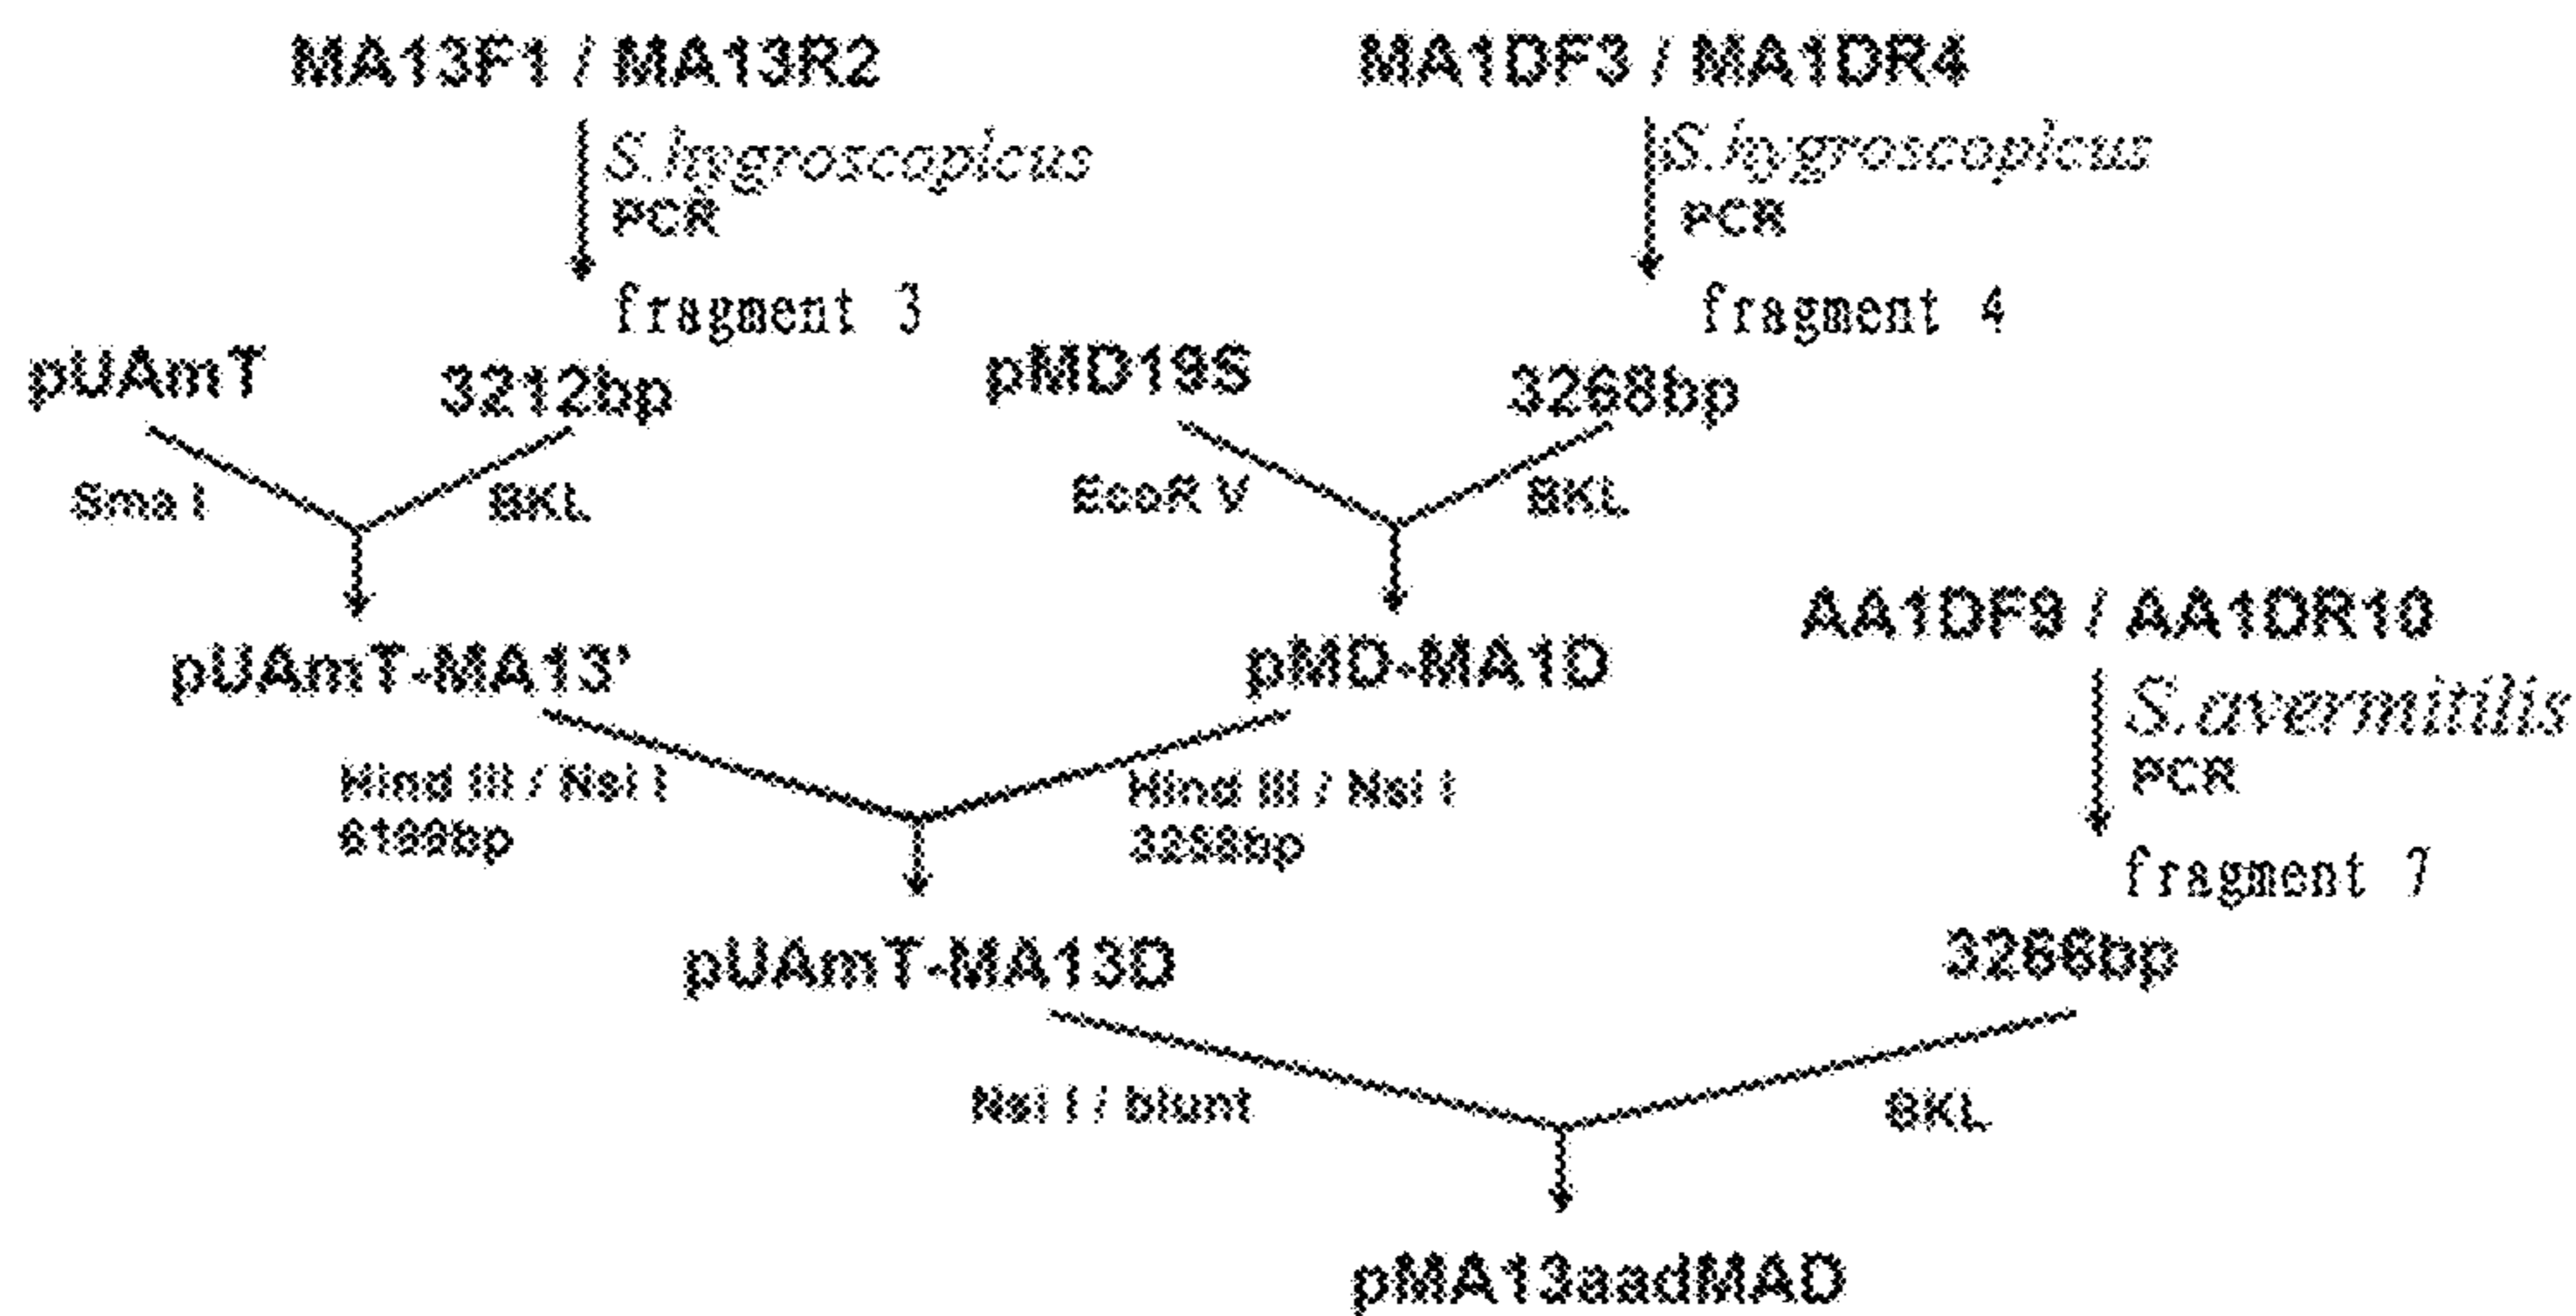 MA13F1 / MA13R2
S.hygroscopicus
PCR
fragment 3
pUAmT
3212bp
Sma I
BKL
pUAmT-MA13'
MA1DF3 / MA1DR4
S.hygroscopicus
PCR
fragment 4
pMD19S
3268bp
EcoR V
BKL
pMD-MA1D
Hind III / Nsi I
Hind III / Nsi I
pUAmT-MA13D
AA1DF9 / AA1DR10
S.avermitilis
PCR
fragment 7
3266bp
Nsi I / blunt
BKL
pMA13aadMAD